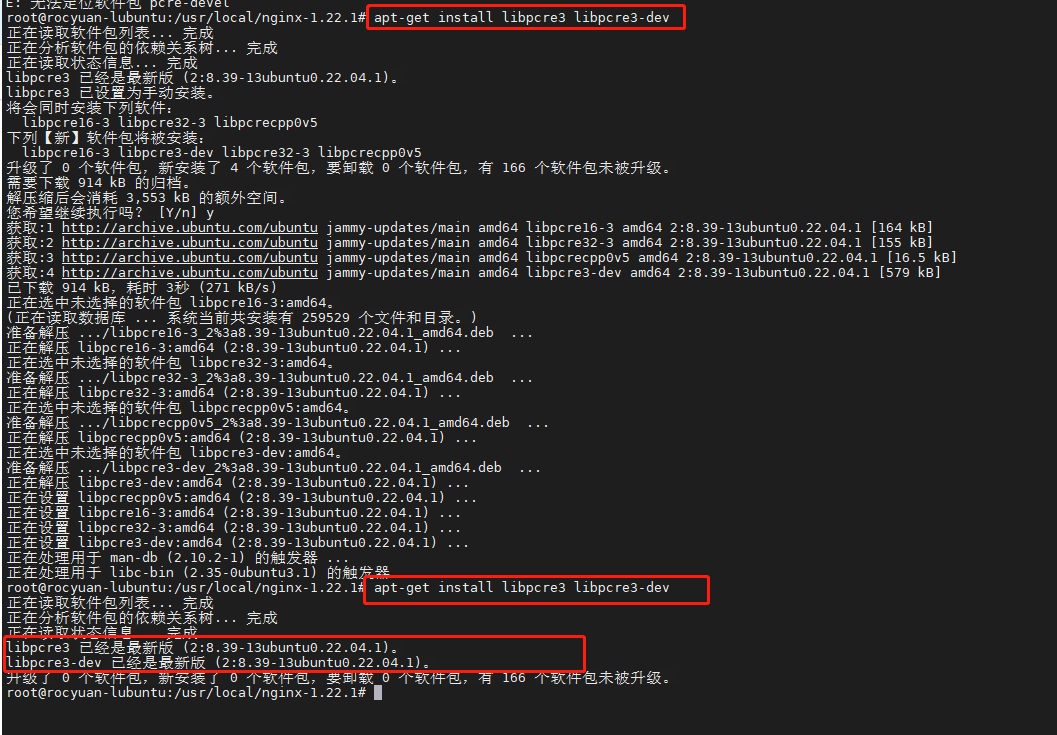 E: 无法定位软件包 pcre-devel
root@rocyuan-lubuntu:/usr/local/nginx-1.22.1# apt-get install libpcre3 libpcre3-dev
正在读取软件包列表... 完成
正在分析软件包的依赖关系树... 完成
正在读取状态信息... 完成
libpcre3 已经是最新版 (2:8.39-13ubuntu0.22.04.1)。
libpcre3 已设置为手动安装。
将会同时安装下列软件：
  libpcre16-3 libpcre32-3 libpcrecpp0v5
下列【新】软件包将被安装：
  libpcre16-3 libpcre3-dev libpcre32-3 libpcrecpp0v5
升级了 0 个软件包，新安装了 4 个软件包，要卸载 0 个软件包，有 166 个软件包未被升级。
需要下载 914 kB 的归档。
解压缩后会消耗 3,553 kB 的额外空间。
您希望继续执行吗？ [Y/n] y
获取:1 http://archive.ubuntu.com/ubuntu jammy-updates/main amd64 libpcre16-3 amd64 2:8.39-13ubuntu0.22.04.1 [164 kB]
获取:2 http://archive.ubuntu.com/ubuntu jammy-updates/main amd64 libpcre32-3 amd64 2:8.39-13ubuntu0.22.04.1 [155 kB]
获取:3 http://archive.ubuntu.com/ubuntu jammy-updates/main amd64 libpcrecpp0v5 amd64 2:8.39-13ubuntu0.22.04.1 [16.5 kB]
获取:4 http://archive.ubuntu.com/ubuntu jammy-updates/main amd64 libpcre3-dev amd64 2:8.39-13ubuntu0.22.04.1 [579 kB]
已下载 914 kB，耗时 3秒 (271 kB/s)
正在选中未选择的软件包 libpcre16-3:amd64。
(正在读取数据库 ... 系统当前共安装有 259529 个文件和目录。)
准备解压 .../libpcre16-3_2%3a8.39-13ubuntu0.22.04.1_amd64.deb  ...
正在解压 libpcre16-3:amd64 (2:8.39-13ubuntu0.22.04.1) ...
正在选中未选择的软件包 libpcre32-3:amd64。
准备解压 .../libpcre32-3_2%3a8.39-13ubuntu0.22.04.1_amd64.deb  ...
正在解压 libpcre32-3:amd64 (2:8.39-13ubuntu0.22.04.1) ...
正在选中未选择的软件包 libpcrecpp0v5:amd64。
准备解压 .../libpcrecpp0v5_2%3a8.39-13ubuntu0.22.04.1_amd64.deb  ...
正在解压 libpcrecpp0v5:amd64 (2:8.39-13ubuntu0.22.04.1) ...
正在选中未选择的软件包 libpcre3-dev:amd64。
准备解压 .../libpcre3-dev_2%3a8.39-13ubuntu0.22.04.1_amd64.deb  ...
正在解压 libpcre3-dev:amd64 (2:8.39-13ubuntu0.22.04.1) ...
正在设置 libpcrecpp0v5:amd64 (2:8.39-13ubuntu0.22.04.1) ...
正在设置 libpcre16-3:amd64 (2:8.39-13ubuntu0.22.04.1) ...
正在设置 libpcre32-3:amd64 (2:8.39-13ubuntu0.22.04.1) ...
正在设置 libpcre3-dev:amd64 (2:8.39-13ubuntu0.22.04.1) ...
正在处理用于 man-db (2.10.2-1) 的触发器 ...
正在处理用于 libc-bin (2.35-0ubuntu3.1) 的触发器
root@rocyuan-lubuntu:/usr/local/nginx-1.22.1# apt-get install libpcre3 libpcre3-dev
正在读取软件包列表... 完成
正在分析软件包的依赖关系树... 完成
正在读取状态信息... 完成
libpcre3 已经是最新版 (2:8.39-13ubuntu0.22.04.1)。
libpcre3-dev 已经是最新版 (2:8.39-13ubuntu0.22.04.1)。
升级了 0 个软件包，新安装了 0 个软件包，要卸载 0 个软件包，有 166 个软件包未被升级。
root@rocyuan-lubuntu:/usr/local/nginx-1.22.1#